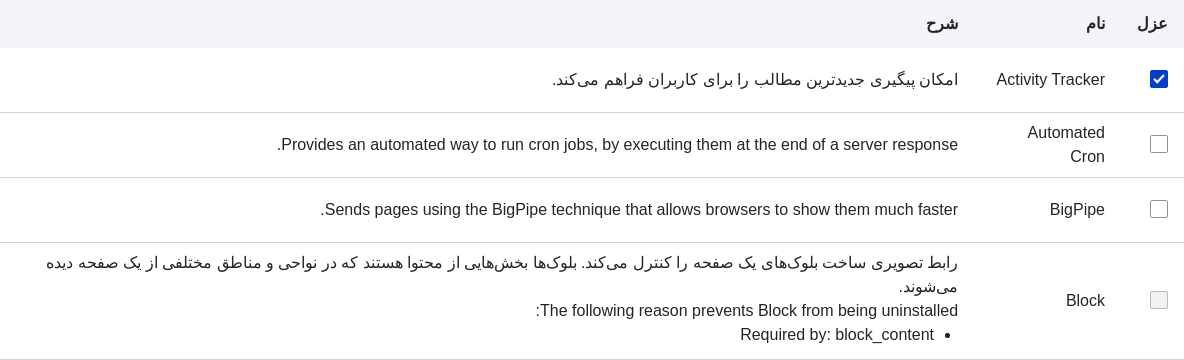 عزل
نام
شرح
Activity Tracker
امکان پیگیری جدیدترین مطالب را برای کاربران فراهم می‌کند.
Automated
Cron
Provides an automated way to run cron jobs, by executing them at the end of a server response.
BigPipe
Sends pages using the BigPipe technique that allows browsers to show them much faster.
Block
رابط تصویری ساخت بلوک‌های یک صفحه را کنترل می‌کند. بلوک‌ها بخش‌هایی از محتوا هستند که در نواحی و مناطق مختلفی از یک صفحه دیده
می‌شوند.
The following reason prevents Block from being uninstalled:
• Required by: block_content